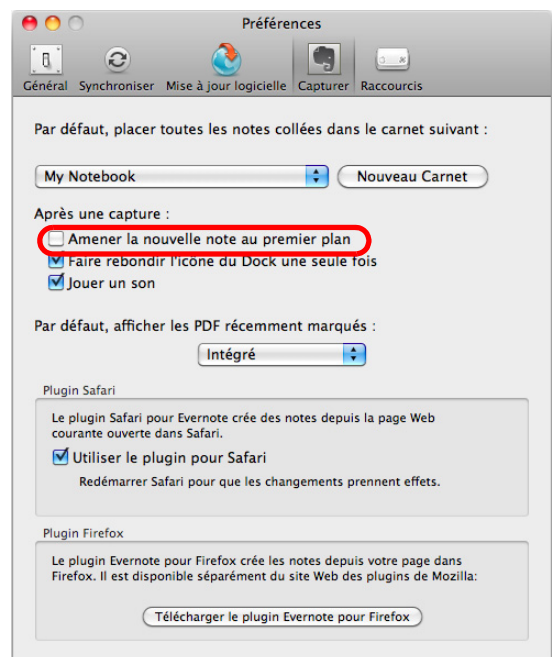 Préférences
Général Synchroniser Mise à jour logicielle Capturer Raccourcis
Par défaut, placer toutes les notes collées dans le carnet suivant :
My Notebook Nouveau Carnet
Après une capture :
Amener la nouvelle note au premier plan
Faire rebondir l'icône du Dock une seule fois
Jouer un son
Par défaut, afficher les PDF récemment marqués :
Intégré
Plugin Safari
Le plugin Safari pour Evernote crée des notes depuis la page Web
courante ouverte dans Safari.
Utiliser le plugin pour Safari
Redémarrer Safari pour que les changements prennent effets.
Plugin Firefox
Le plugin Evernote pour Firefox crée les notes depuis votre page dans
Firefox. Il est disponible séparément du site Web des plugins de Mozilla:
Télécharger le plugin Evernote pour Firefox